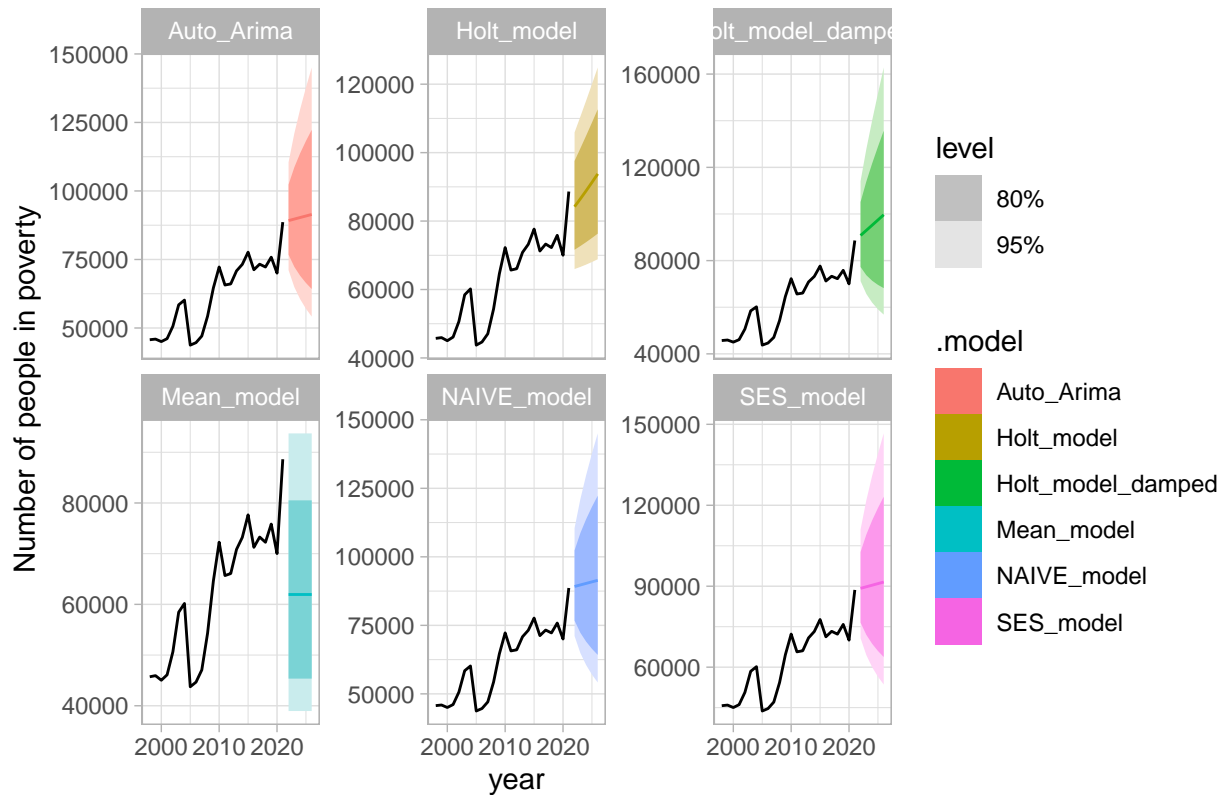 Number of people in poverty
Auto_Arima
150000
125000
100000
75000
50000
Holt_model
120000
100000
80000
60000
40000
olt_model_dampe
160000
120000
80000
40000
Mean_model
80000
60000
40000
2000 2010 2020
NAIVE_model
150000
125000
100000
75000
50000
2000 2010 2020
SES_model
150000
120000
90000
60000
2000 2010 2020
year
level
80%
95%
.model
Auto_Arima
Holt_model
Holt_model_damped
Mean_model
NAIVE_model
SES_model